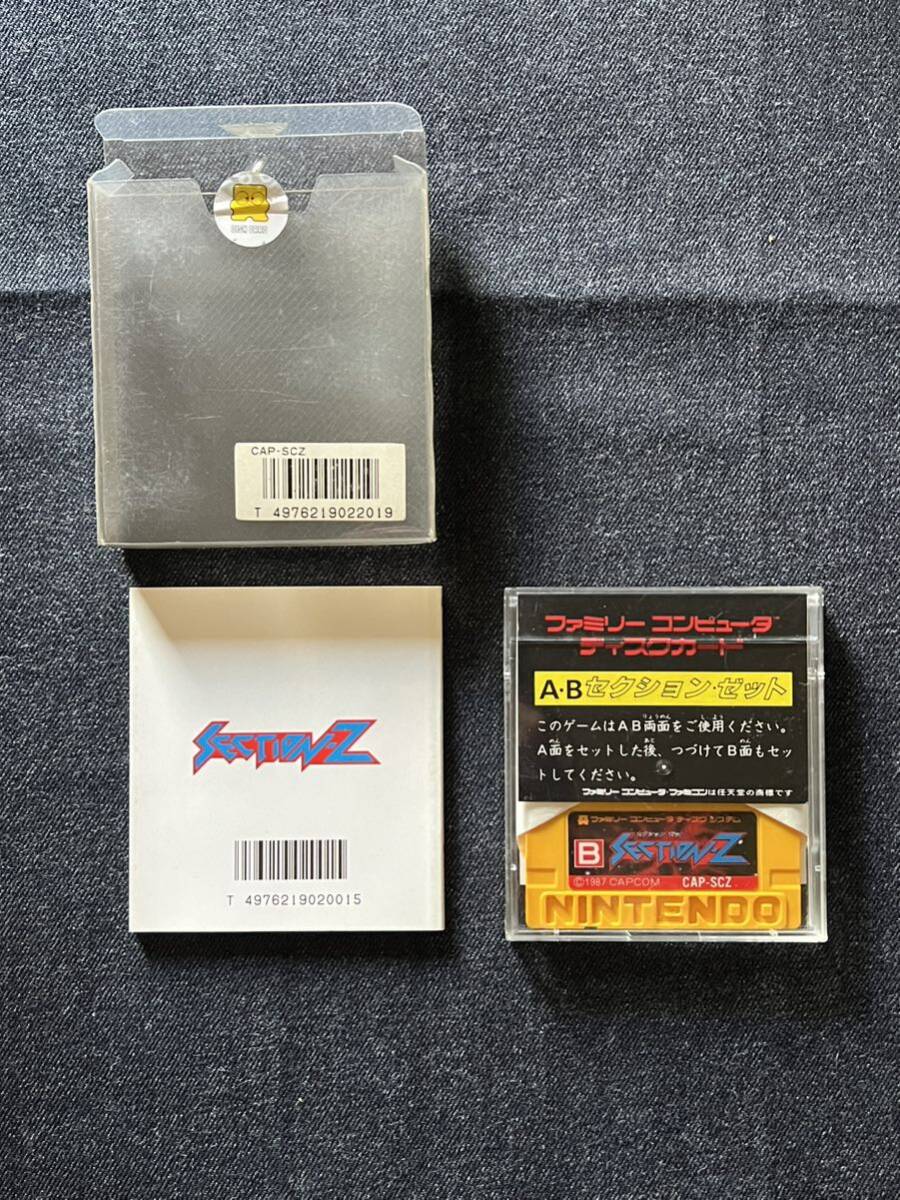 DISK CARD
CAP-SCZ
T 4976219022019
SECTION-Z
T 4976219020015
ファミリー コンピュータ™
ディスクカード
A・B セクション・ゼット
このゲームはAB両面をご使用ください。
A面をセットした後、つづけてB面もセッ
トしてください。
ファミリーコンピュータ・ファミコンは任天堂の商標です
ファミリー コンピュータ ディスク システム
B SECTION-Z
©1987 CAPCOM CAP-SCZ
NINTENDO